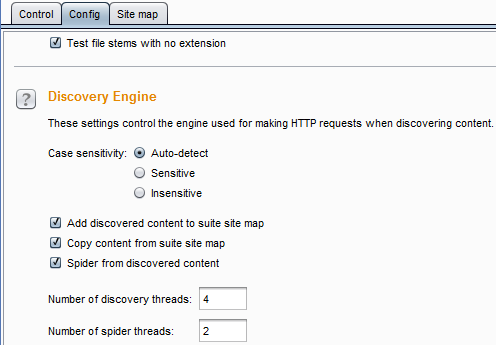 Control Config Site map
Test file stems with no extension
? Discovery Engine
These settings control the engine used for making HTTP requests when discovering content.
Case sensitivity: Auto-detect
Sensitive
Insensitive
Add discovered content to suite site map
Copy content from suite site map
Spider from discovered content
Number of discovery threads: 4
Number of spider threads: 2